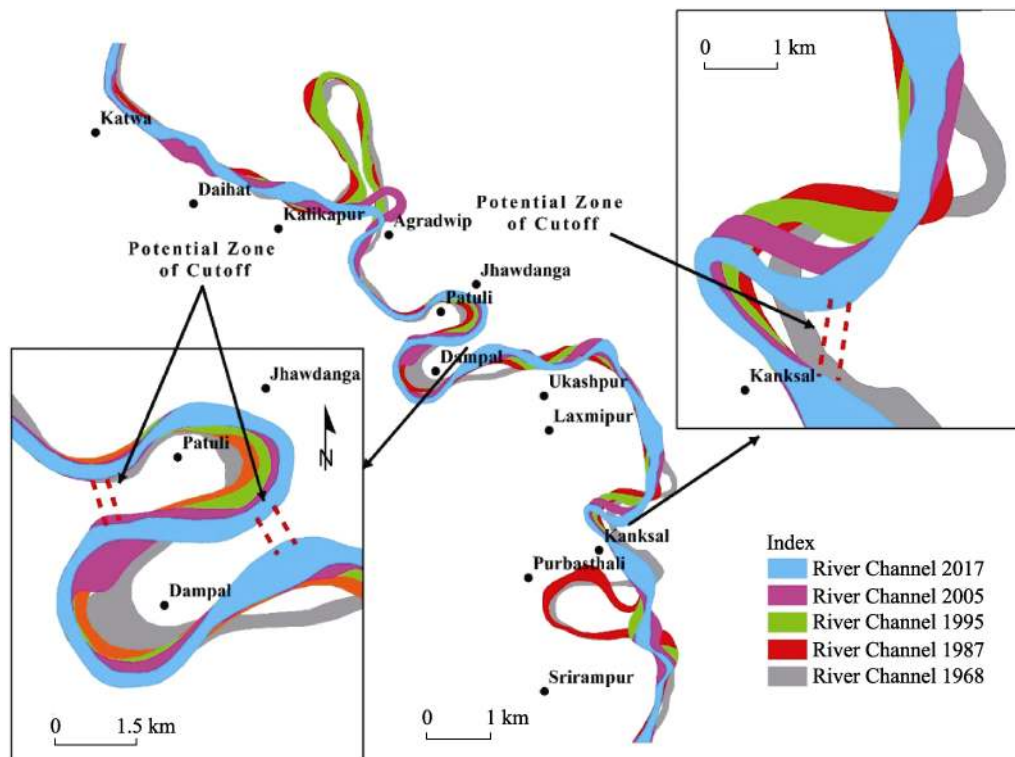 Katwa
Daihat
Kalikapur
Agradwip
Potential Zone
of Cutoff
Jhawdanga
Patuli
Dampal
Ukashpur
Laxmipur
Kanksal
Purbasthali
Srirampur
0 1 km
Potential Zone
of Cutoff
0 1 km
Kanksal
Jhawdanga
Patuli
N
Dampal
0 1.5 km
Index
River Channel 2017
River Channel 2005
River Channel 1995
River Channel 1987
River Channel 1968